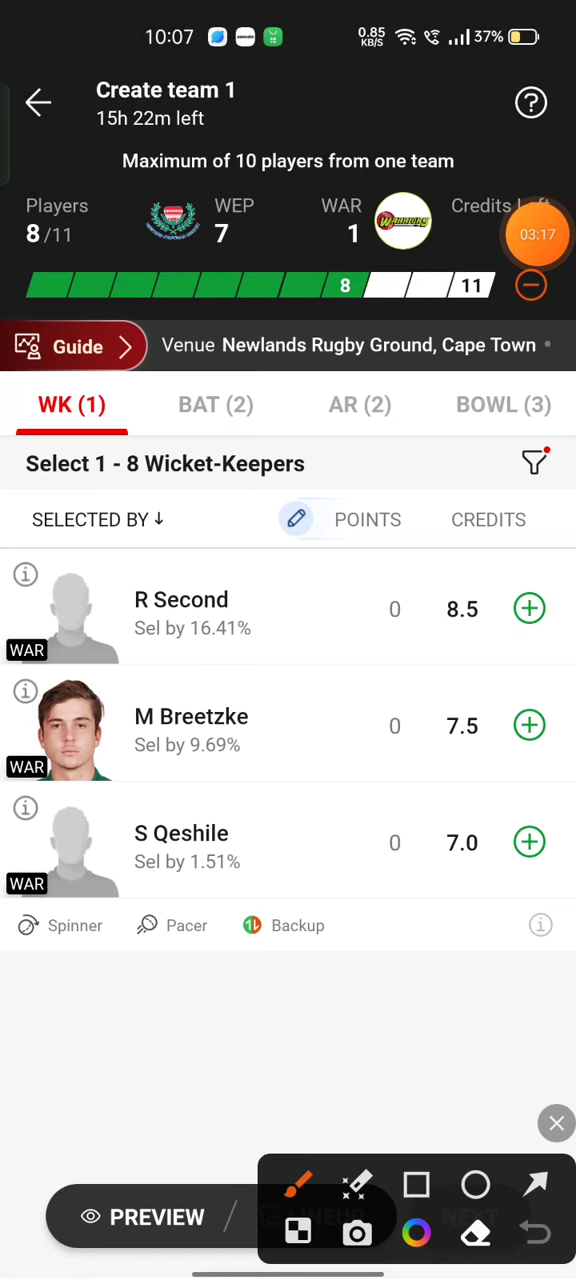 10:07 0.85 KB/S 37%
Create team 1
15h 22m left
Maximum of 10 players from one team
Players WEP WAR Credits
8/11 7 WARRIORS 1 03:17
8 11
Guide Venue Newlands Rugby Ground, Cape Town
WK (1) BAT (2) AR (2) BOWL (3)
Select 1 - 8 Wicket-Keepers
SELECTED BY ↓ POINTS CREDITS
R Second 0 8.5
Sel by 16.41%
WAR
M Breetzke 0 7.5
Sel by 9.69%
WAR
S Qeshile 0 7.0
Sel by 1.51%
WAR
Spinner Pacer Backup
PREVIEW